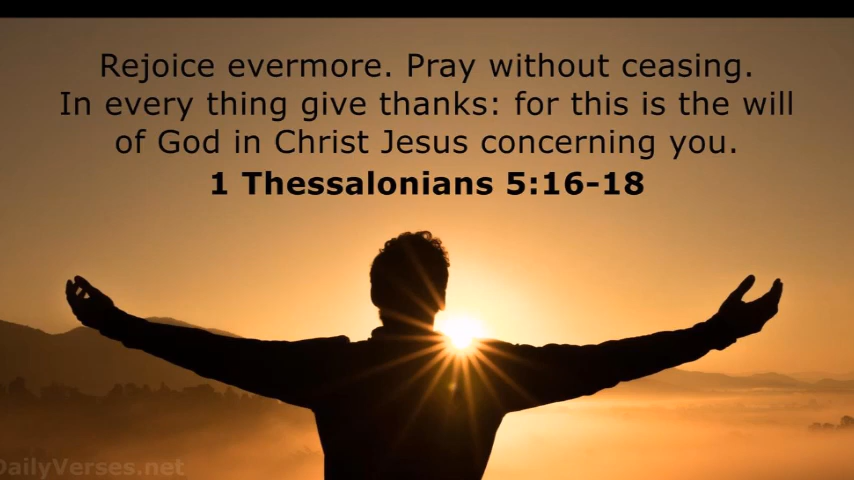 Rejoice evermore. Pray without ceasing.
In every thing give thanks: for this is the will
of God in Christ Jesus concerning you.
1 Thessalonians 5:16-18
DailyVerses.net